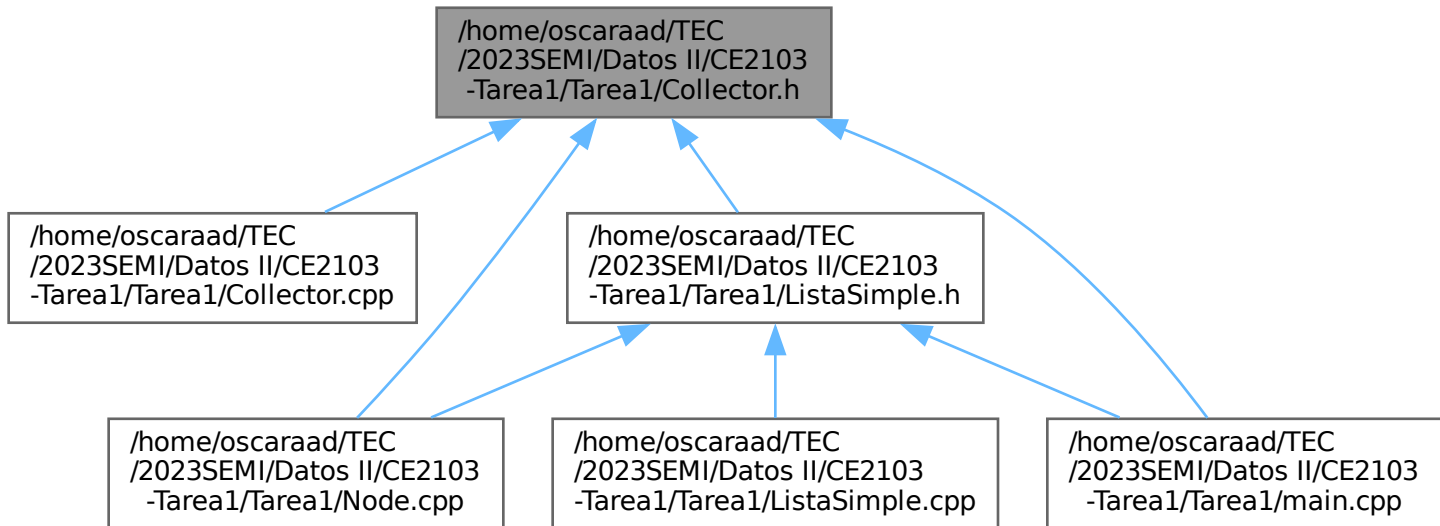 /home/oscaraad/TEC
/2023SEMI/Datos II/CE2103
-Tarea1/Tarea1/Collector.h
/home/oscaraad/TEC
/2023SEMI/Datos II/CE2103
-Tarea1/Tarea1/Collector.cpp
/home/oscaraad/TEC
/2023SEMI/Datos II/CE2103
-Tarea1/Tarea1/ListaSimple.h
/home/oscaraad/TEC
/2023SEMI/Datos II/CE2103
-Tarea1/Tarea1/Node.cpp
/home/oscaraad/TEC
/2023SEMI/Datos II/CE2103
-Tarea1/Tarea1/ListaSimple.cpp
/home/oscaraad/TEC
/2023SEMI/Datos II/CE2103
-Tarea1/Tarea1/main.cpp